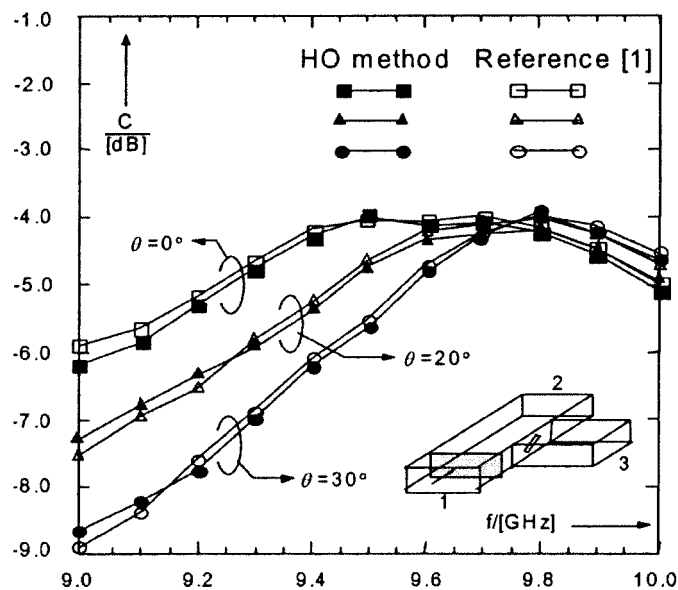 -1.0
HO method Reference [1]
-2.0
C
[dB]
-3.0
-4.0
θ=0°
-5.0
-6.0
θ=20°
2
-7.0
3
θ=30°
-8.0
1
f/[GHz]
-9.0
9.0 9.2 9.4 9.6 9.8 10.0